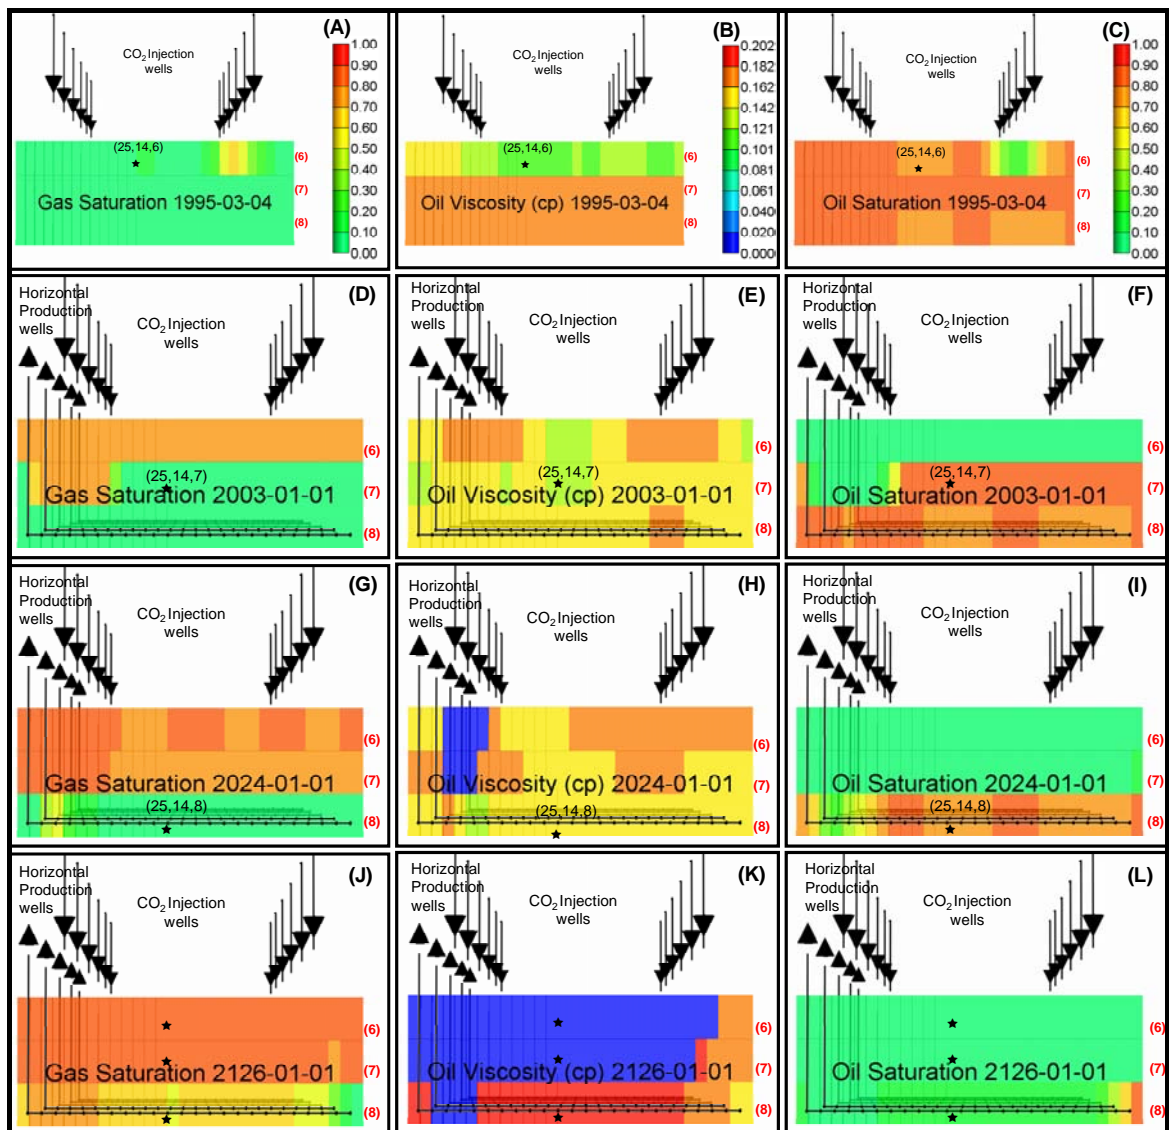 (A)
CO2 Injection
wells
1.00
0.90
0.80
0.70
0.60
0.50
0.40
0.30
0.20
0.10
0.00
(25,14,6)
(6)
(7)
(8)
Gas Saturation 1995-03-04
(B)
CO2 Injection
wells
0.202
0.182
0.162
0.142
0.121
0.101
0.081
0.061
0.040
0.020
0.000
(25,14,6)
(6)
(7)
(8)
Oil Viscosity (cp) 1995-03-04
(C)
CO2 Injection
wells
1.00
0.90
0.80
0.70
0.60
0.50
0.40
0.30
0.20
0.10
0.00
(25,14,6)
(6)
(7)
(8)
Oil Saturation 1995-03-04
Horizontal
Production
wells
(D)
CO2 Injection
wells
(6)
(25,14,7)
Gas Saturation 2003-01-01
(7)
(8)
Horizontal
Production
wells
(E)
CO2 Injection
wells
(6)
(25,14,7)
Oil Viscosity (cp) 2003-01-01
(7)
(8)
Horizontal
Production
wells
(F)
CO2 Injection
wells
(6)
(25,14,7)
Oil Saturation 2003-01-01
(7)
(8)
Horizontal
Production
wells
(G)
CO2 Injection
wells
(6)
Gas Saturation 2024-01-01
(7)
(25,14,8)
(8)
Horizontal
Production
wells
(H)
CO2 Injection
wells
(6)
Oil Viscosity (cp) 2024-01-01
(7)
(25,14,8)
(8)
Horizontal
Production
wells
(I)
CO2 Injection
wells
(6)
Oil Saturation 2024-01-01
(7)
(25,14,8)
(8)
Horizontal
Production
wells
(J)
CO2 Injection
wells
(6)
Gas Saturation 2126-01-01
(7)
(8)
Horizontal
Production
wells
(K)
CO2 Injection
wells
(6)
Oil Viscosity (cp) 2126-01-01
(7)
(8)
Horizontal
Production
wells
(L)
CO2 Injection
wells
(6)
Oil Saturation 2126-01-01
(7)
(8)